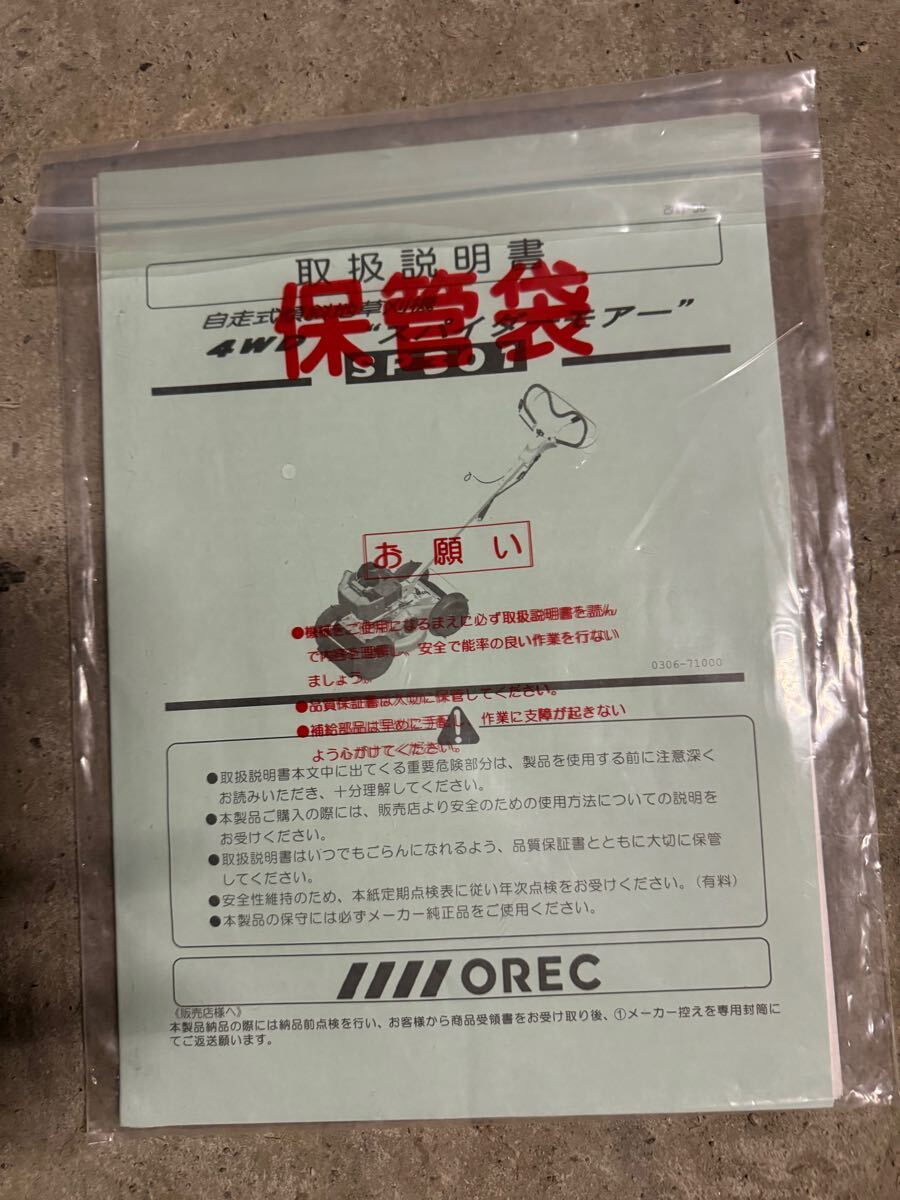 取扱説明書
保管袋
自走式傾斜地草刈機
4WD “スパイダーモアー”
お願い
●機械をご使用になるまえに必ず取扱説明書を読ん
で内容を理解し、安全で能率の良い作業を行ない
ましょう。
●品質保証書は大切に保管してください。
●補給部品は早めに手配し、作業に支障が起きない
よう心がけてください。
0306-71000
●取扱説明書本文中に出てくる重要危険部分は、製品を使用する前に注意深く
お読みいただき、十分理解してください。
●本製品ご購入の際には、販売店より安全のための使用方法についての説明を
お受けください。
●取扱説明書はいつでもごらんになれるよう、品質保証書とともに大切に保管
してください。
●安全性維持のため、本紙定期点検表に従い年次点検をお受けください。(有料)
●本製品の保守には必ずメーカー純正品をご使用ください。
OREC
《販売店様へ》
本製品納品の際には納品前点検を行い、お客様から商品受領書をお受け取り後、①メーカー控えを専用封筒に
てご返送願います。